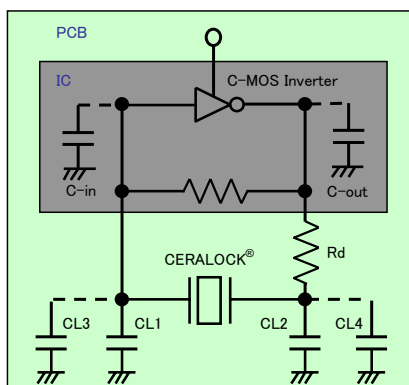 PCB
IC
C-MOS Inverter
C-in
C-out
Rd
CERALOCK®
CL3
CL1
CL2
CL4